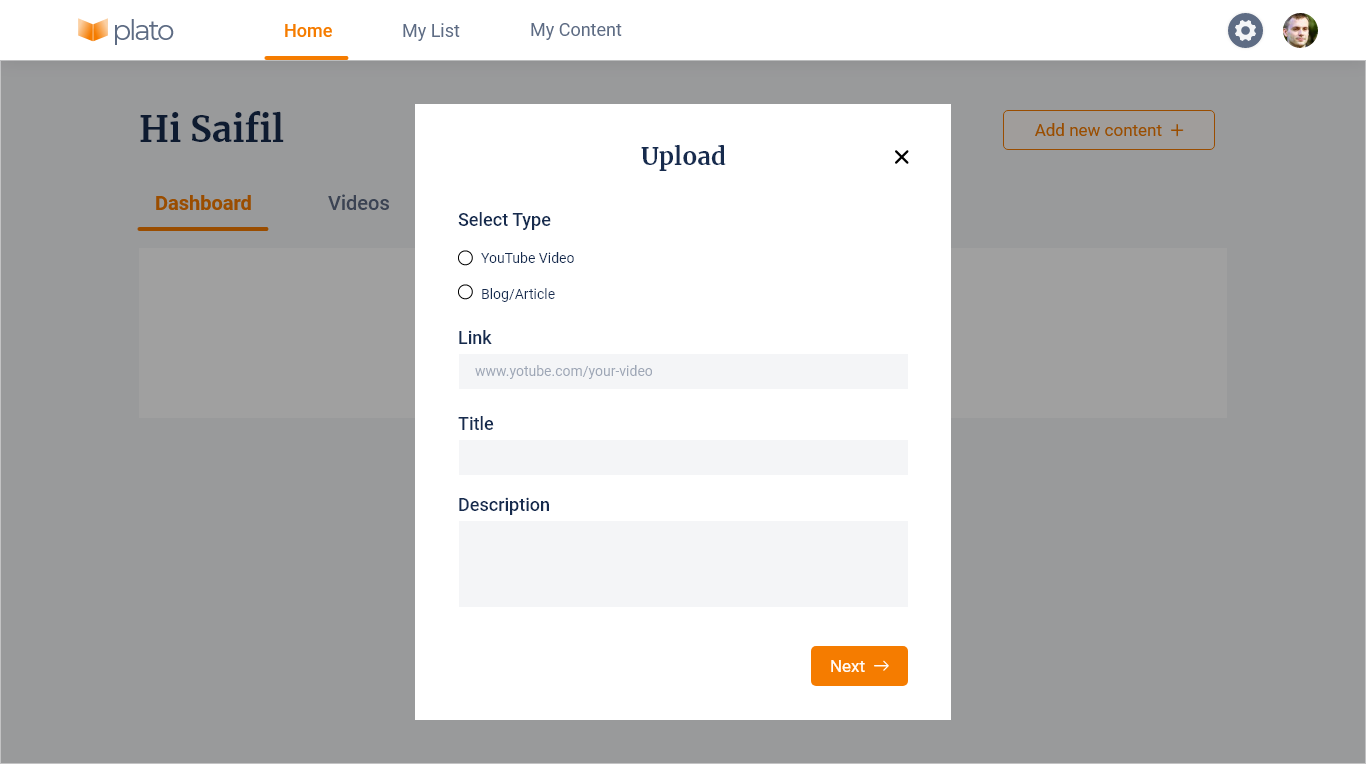 plato
Home
My List
My Content
Hi Saifil
Add new content +
Dashboard
Videos
Upload
Select Type
YouTube Video
Blog/Article
Link
www.yotube.com/your-video
Title
Description
Next →